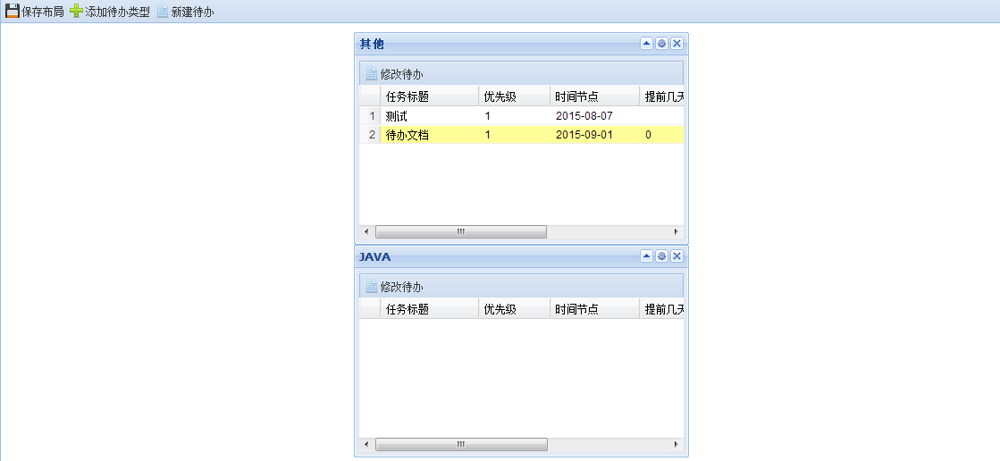 保存布局 添加待办类型 新建待办
其他
修改待办
任务标题 优先级 时间节点 提前几天
1 测试 1 2015-08-07
2 待办文档 1 2015-09-01 0
JAVA
修改待办
任务标题 优先级 时间节点 提前几天